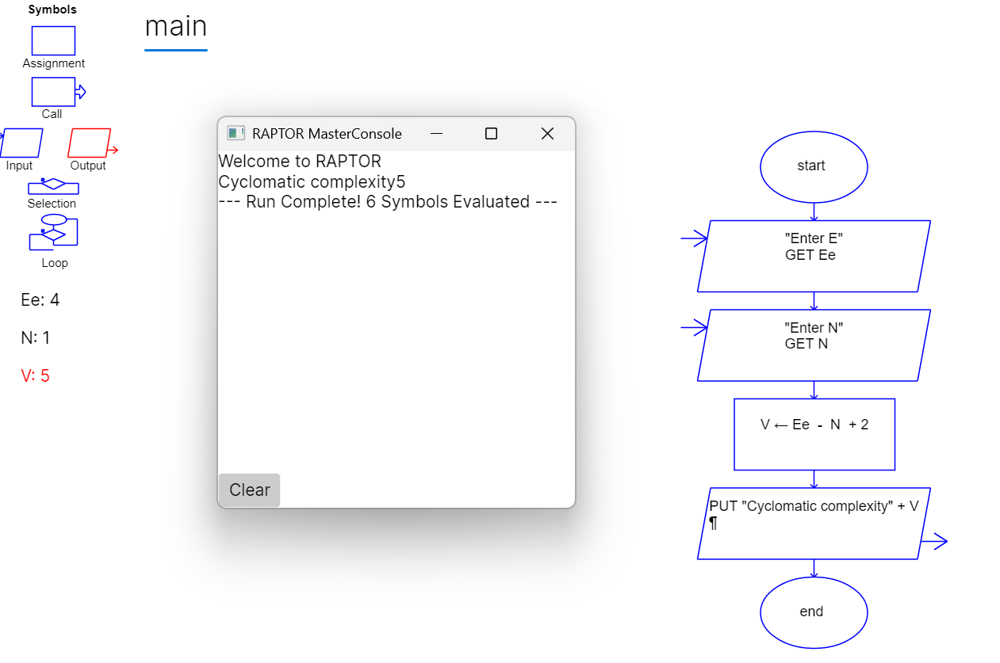 Symbols
Assignment
Call
Input
Output
Selection
Loop
Ee: 4
N: 1
V: 5
main
RAPTOR MasterConsole
Welcome to RAPTOR
Cyclomatic complexity5
--- Run Complete! 6 Symbols Evaluated ---
Clear
start
"Enter E"
GET Ee
"Enter N"
GET N
V ← Ee - N + 2
PUT "Cyclomatic complexity" + V
¶
end